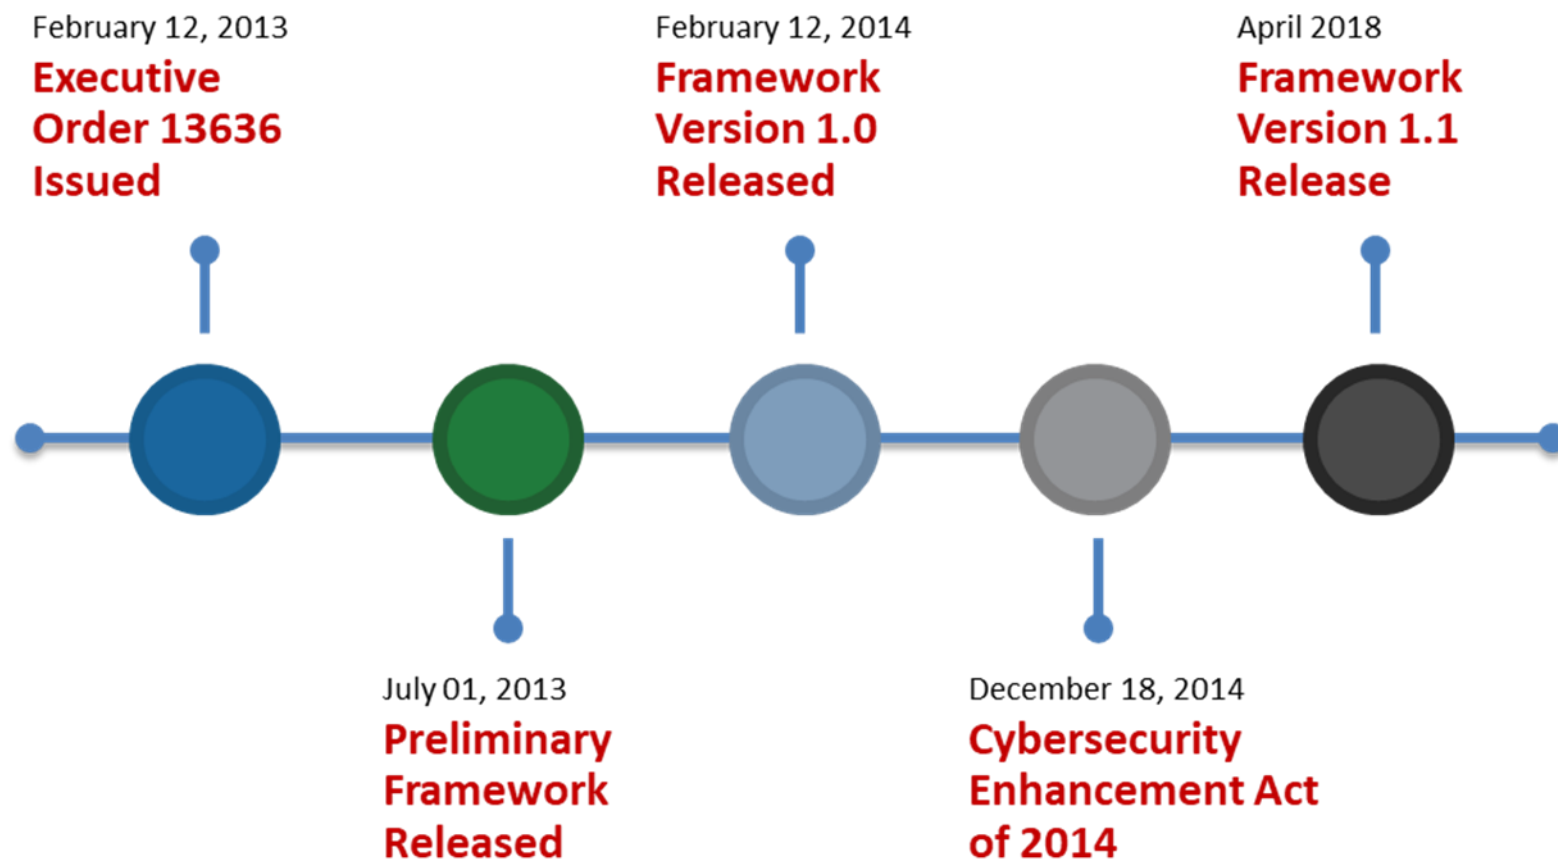 February 12, 2013
Executive
Order 13636
Issued
July 01, 2013
Preliminary
Framework
Released
February 12, 2014
Framework
Version 1.0
Released
December 18, 2014
Cybersecurity
Enhancement Act
of 2014
April 2018
Framework
Version 1.1
Release